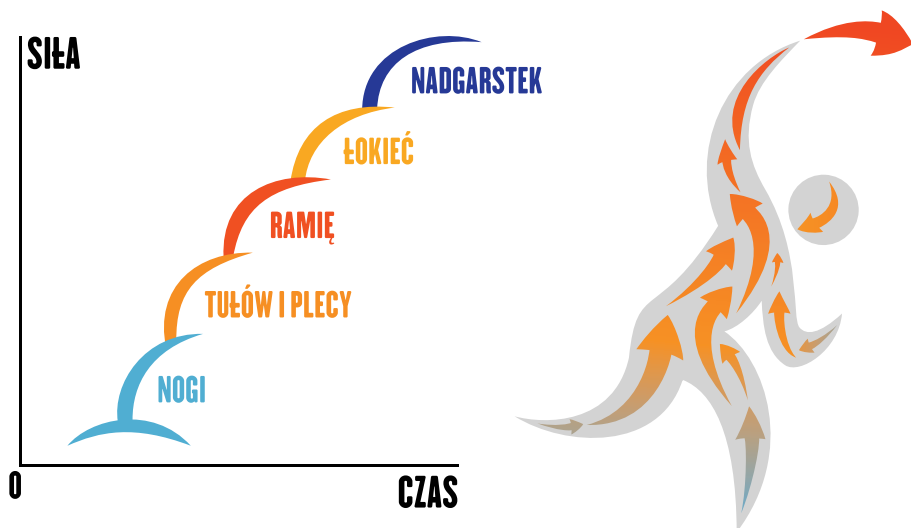 SIŁA
NADGARSTEK
ŁOKIEĆ
RAMIĘ
TUŁÓW I PLECY
NOGI
0
CZAS